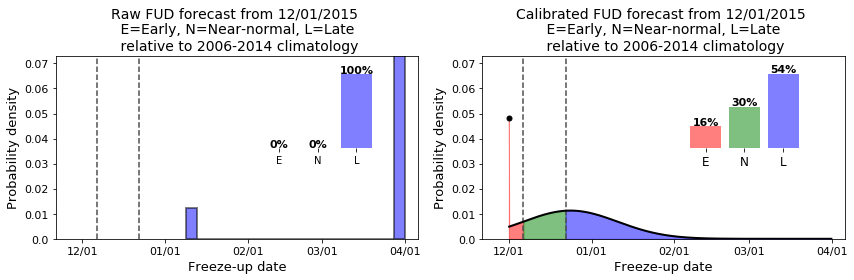 Raw FUD forecast from 12/01/2015
E=Early, N=Near-normal, L=Late
relative to 2006-2014 climatology
Probability density
0.07
0.06
0.05
0.04
0.03
0.02
0.01
0.0
100%
0%
0%
E
N
L
12/01
01/01
02/01
03/01
04/01
Freeze-up date
Calibrated FUD forecast from 12/01/2015
E=Early, N=Near-normal, L=Late
relative to 2006-2014 climatology
Probability density
0.07
0.06
0.05
0.04
0.03
0.02
0.01
0.0
54%
30%
16%
E
N
L
12/01
01/01
02/01
03/01
04/01
Freeze-up date